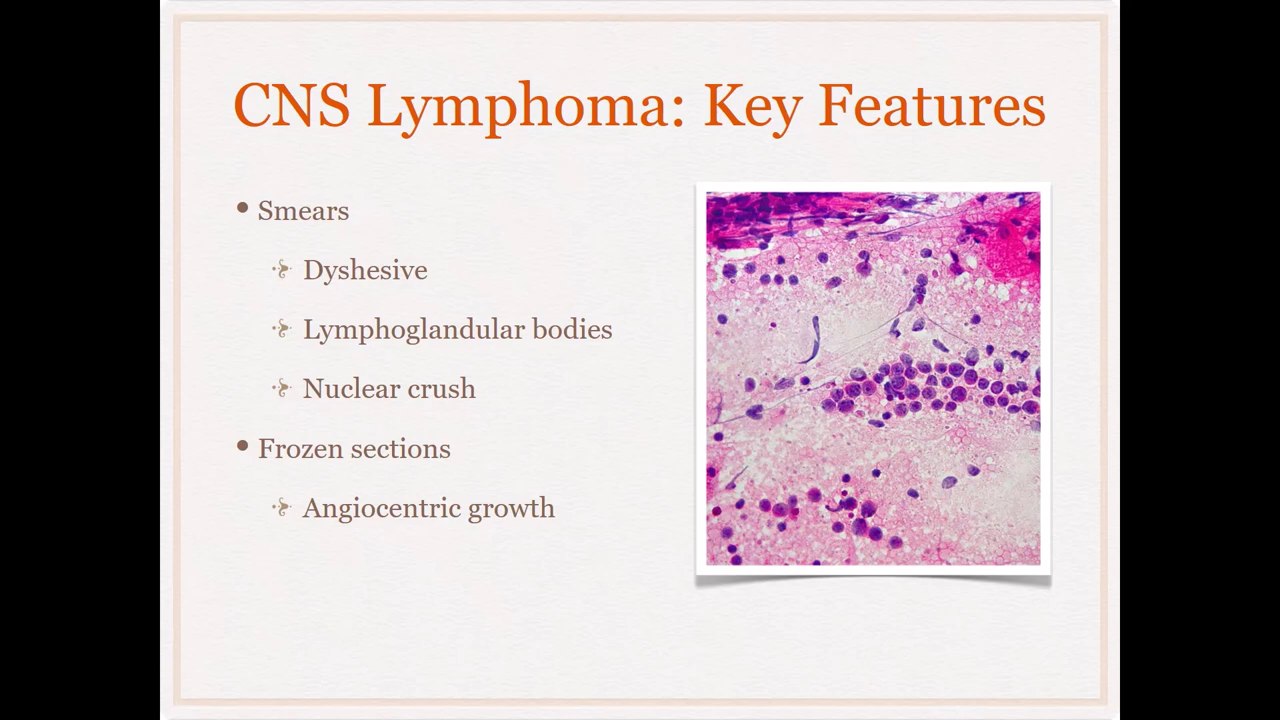 CNS Lymphoma: Key Features
• Smears
Dyshesive
Lymphoglandular bodies
Nuclear crush
• Frozen sections
Angiocentric growth